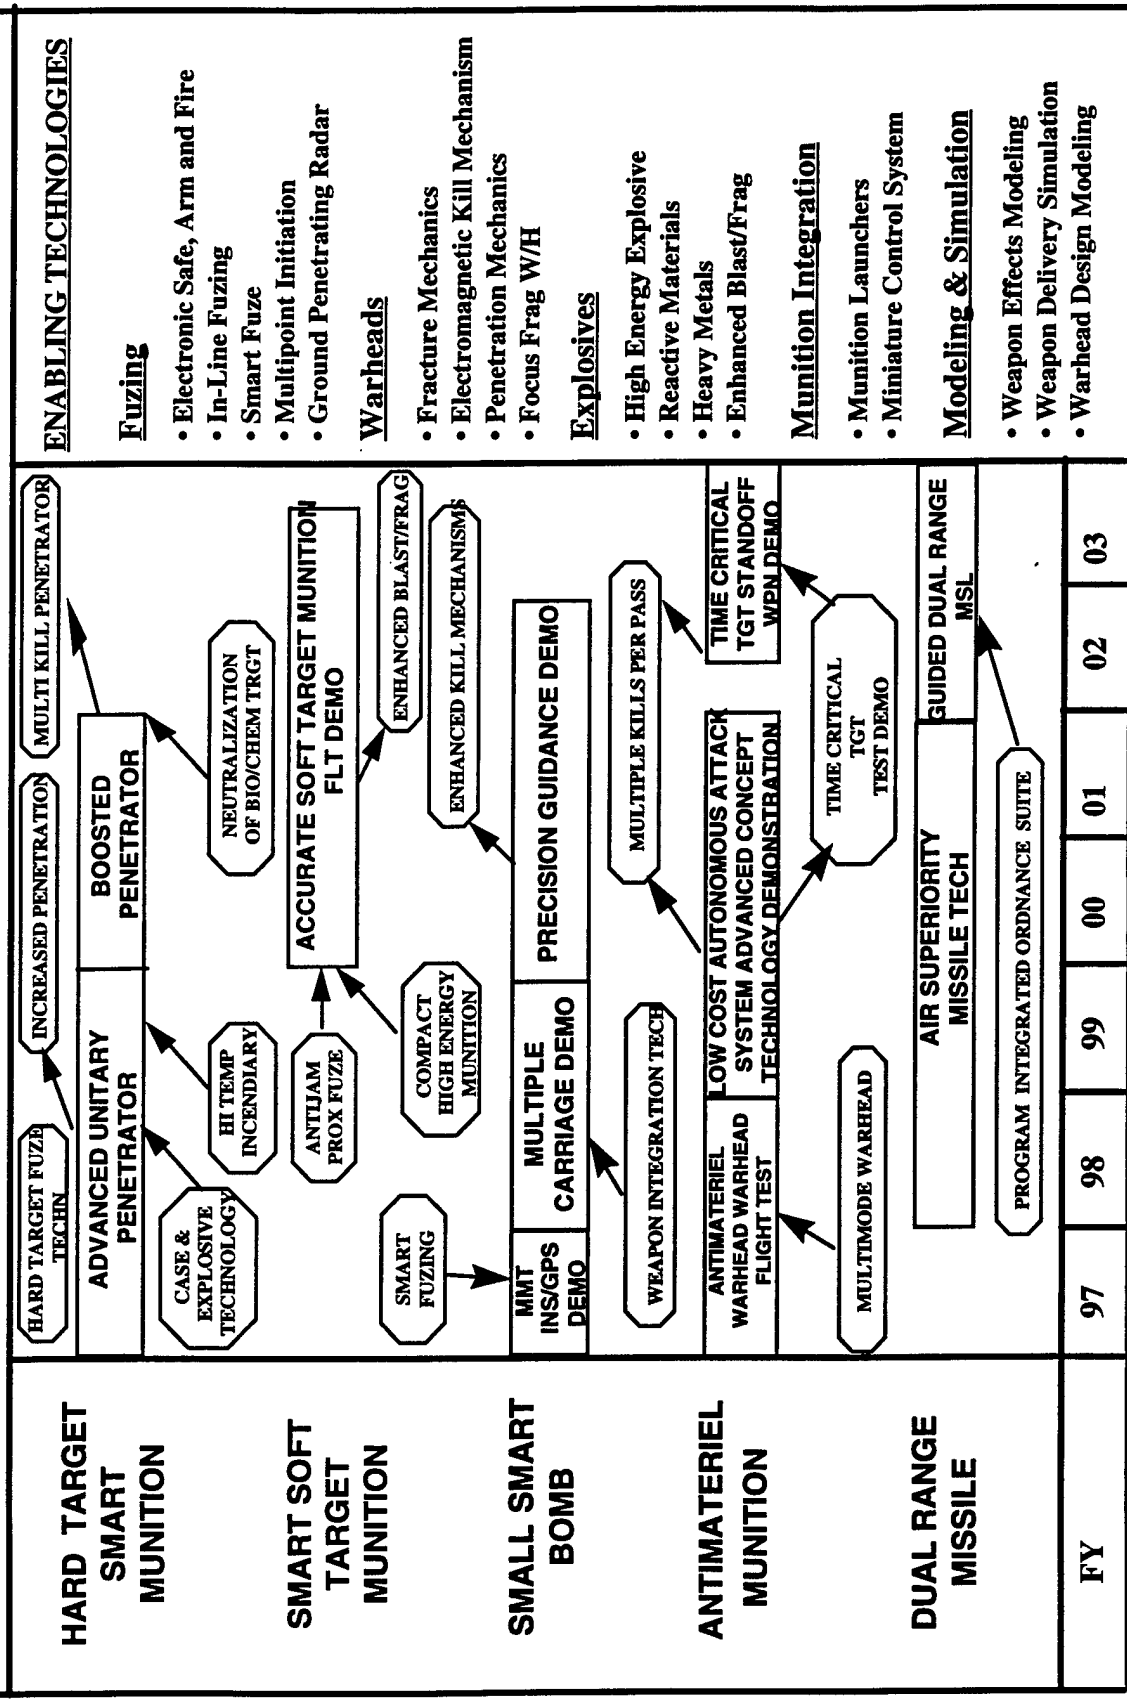 HARD TARGET
SMART
MUNITION
HARD TARGET FUZE
TECHN
INCREASED PENETRATION
MULTI KILL PENETRATOR
ADVANCED UNITARY
PENETRATOR
BOOSTED
PENETRATOR
CASE &
EXPLOSIVE
TECHNOLOGY
HI TEMP
INCENDIARY
NEUTRALIZATION
OF BIO/CHEM TRGT
SMART SOFT
TARGET
MUNITION
ANTIJAM
PROX FUZE
ACCURATE SOFT TARGET MUNITION
FLT DEMO
COMPACT
HIGH ENERGY
MUNITION
ENHANCED BLAST/FRAG
SMART
FUZING
ENHANCED KILL MECHANISMS
SMALL SMART
BOMB
MMT
INS/GPS
DEMO
MULTIPLE
CARRIAGE DEMO
PRECISION GUIDANCE DEMO
WEAPON INTEGRATION TECH
MULTIPLE KILLS PER PASS
ANTIMATERIEL
MUNITION
ANTIMATERIEL
WARHEAD WARHEAD
FLIGHT TEST
LOW COST AUTONOMOUS ATTACK
SYSTEM ADVANCED CONCEPT
TECHNOLOGY DEMONSTRATION
TIME CRITICAL
TGT STANDOFF
WPN DEMO
MULTIMODE WARHEAD
TIME CRITICAL
TGT
TEST DEMO
DUAL RANGE
MISSILE
AIR SUPERIORITY
MISSILE TECH
GUIDED DUAL RANGE
MSL
PROGRAM INTEGRATED ORDNANCE SUITE
FY 97 98 99 00 01 02 03
ENABLING TECHNOLOGIES
Fuzing
• Electronic Safe, Arm and Fire
• In-Line Fuzing
• Smart Fuze
• Multipoint Initiation
• Ground Penetrating Radar
Warheads
• Fracture Mechanics
• Electromagnetic Kill Mechanism
• Penetration Mechanics
• Focus Frag W/H
Explosives
• High Energy Explosive
• Reactive Materials
• Heavy Metals
• Enhanced Blast/Frag
Munition Integration
• Munition Launchers
• Miniature Control System
Modeling & Simulation
• Weapon Effects Modeling
• Weapon Delivery Simulation
• Warhead Design Modeling